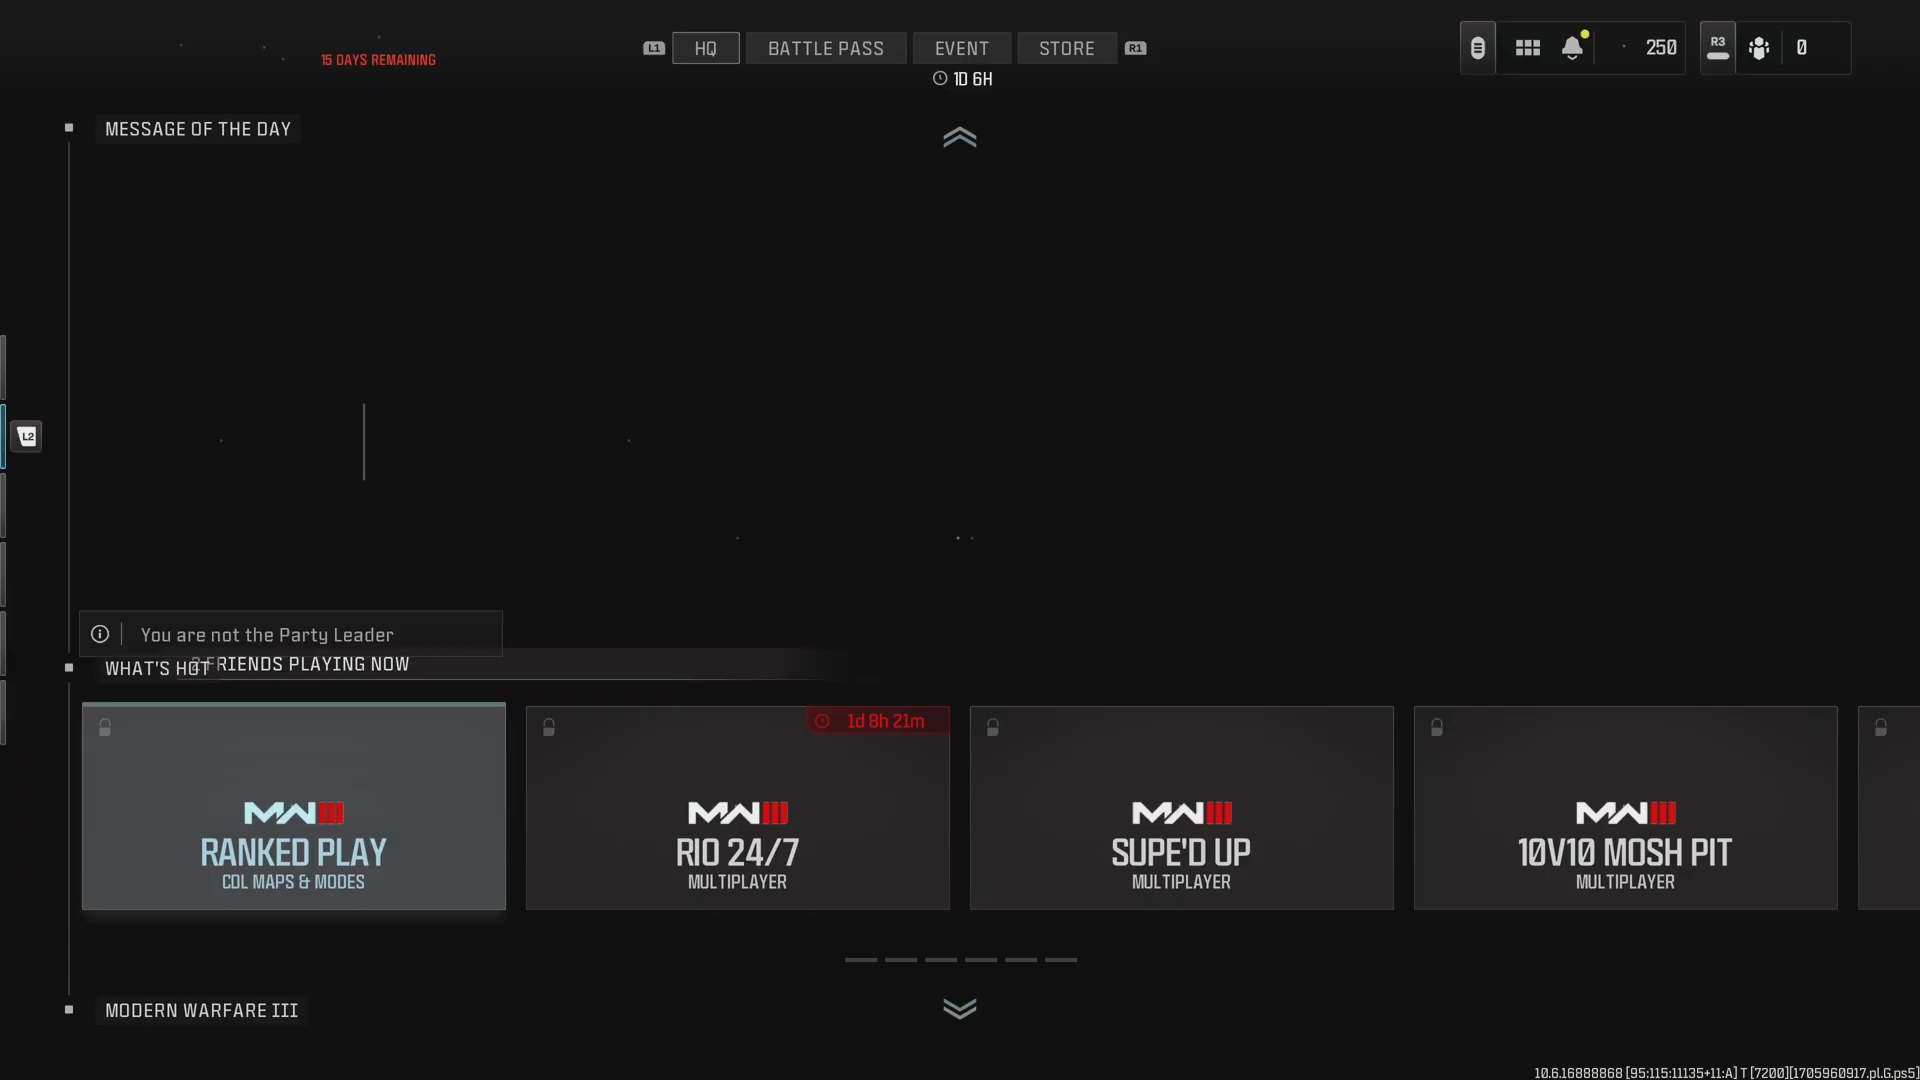 15 DAYS REMAINING
L1
HQ
BATTLE PASS
EVENT
STORE
R1
1D 6H
250
R3
0
MESSAGE OF THE DAY
L2
You are not the Party Leader
WHAT'S HOT
2 FRIENDS PLAYING NOW
1d 8h 21m
MWIII
RANKED PLAY
CDL MAPS & MODES
MWIII
RIO 24/7
MULTIPLAYER
MWIII
SUPE'D UP
MULTIPLAYER
MWIII
10V10 MOSH PIT
MULTIPLAYER
MODERN WARFARE III
10.6.16888868 [95:115:11135+11:A] T [7200][1705960917.pl.G.ps5]